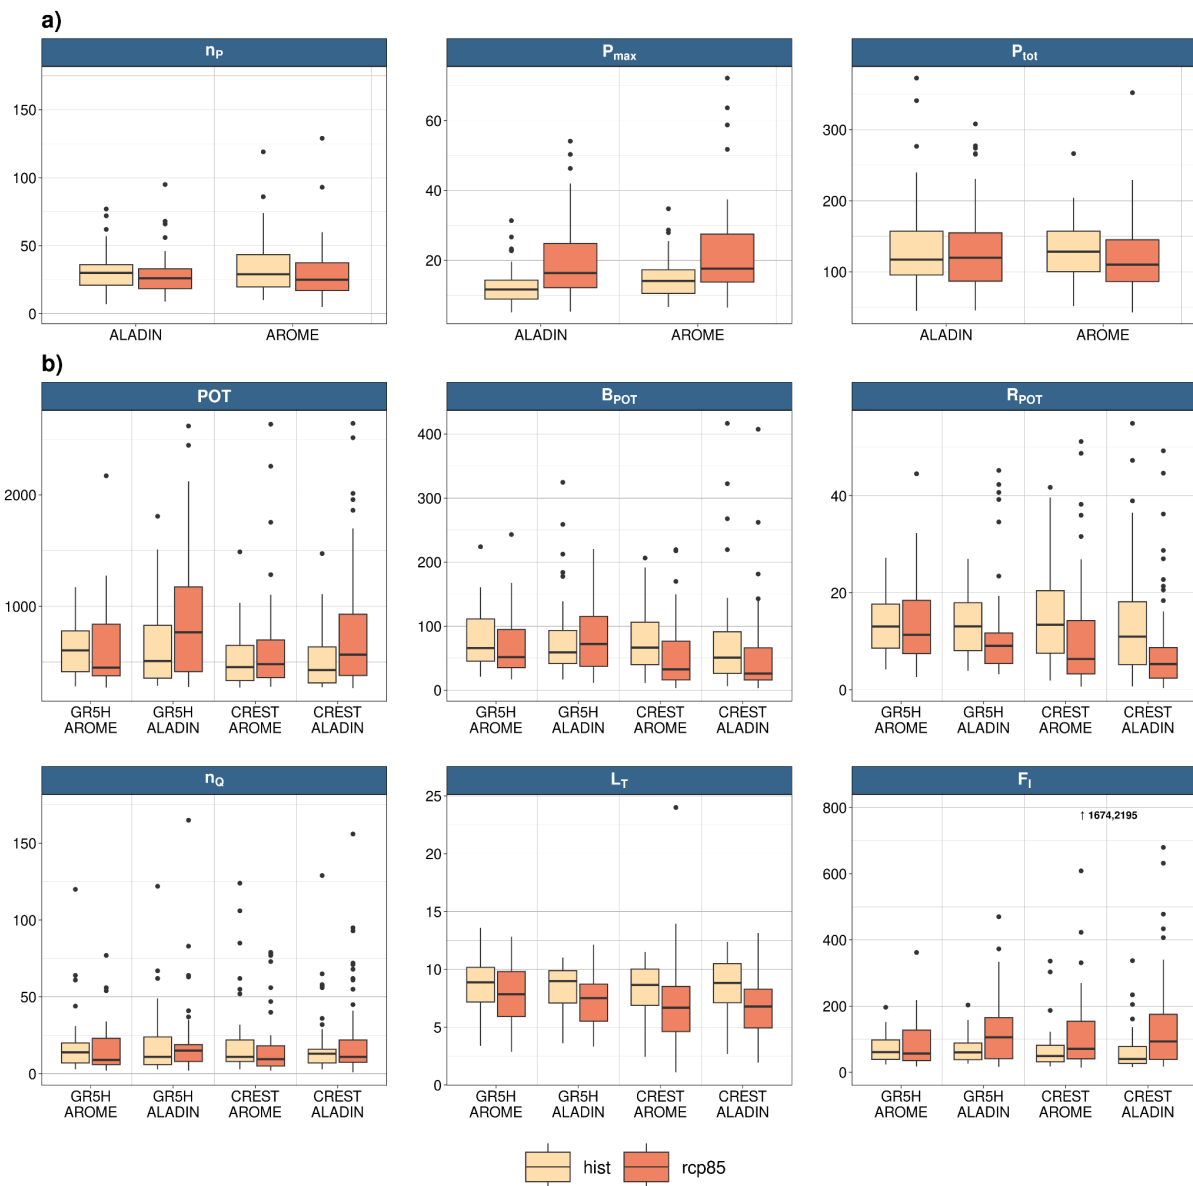 a)
nP
Pmax
Ptot
150
100
50
0
ALADIN AROME
60
40
20
ALADIN AROME
300
200
100
ALADIN AROME
b)
POT
BPOT
RPOT
2000
1000
GR5H GR5H CREST CREST
AROME ALADIN AROME ALADIN
400
300
200
100
0
GR5H GR5H CREST CREST
AROME ALADIN AROME ALADIN
40
20
0
GR5H GR5H CREST CREST
AROME ALADIN AROME ALADIN
nQ
LT
FI
150
100
50
0
GR5H GR5H CREST CREST
AROME ALADIN AROME ALADIN
25
20
15
10
5
0
GR5H GR5H CREST CREST
AROME ALADIN AROME ALADIN
800
↑ 1674,2195
600
400
200
0
GR5H GR5H CREST CREST
AROME ALADIN AROME ALADIN
hist rcp85